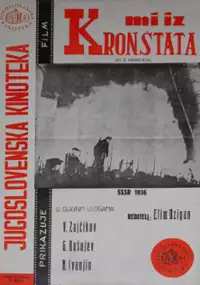 JUGOSLOVENSKA KINOTEKA
PRIKAZUJE
FILM
mi iz
KRONŠTATA
SSSR 1936
U GLAVNIM ULOGAMA
V. Zajčikov
G. Bušujev
N. Ivanjin
REDITELJ: Efim Dzigan